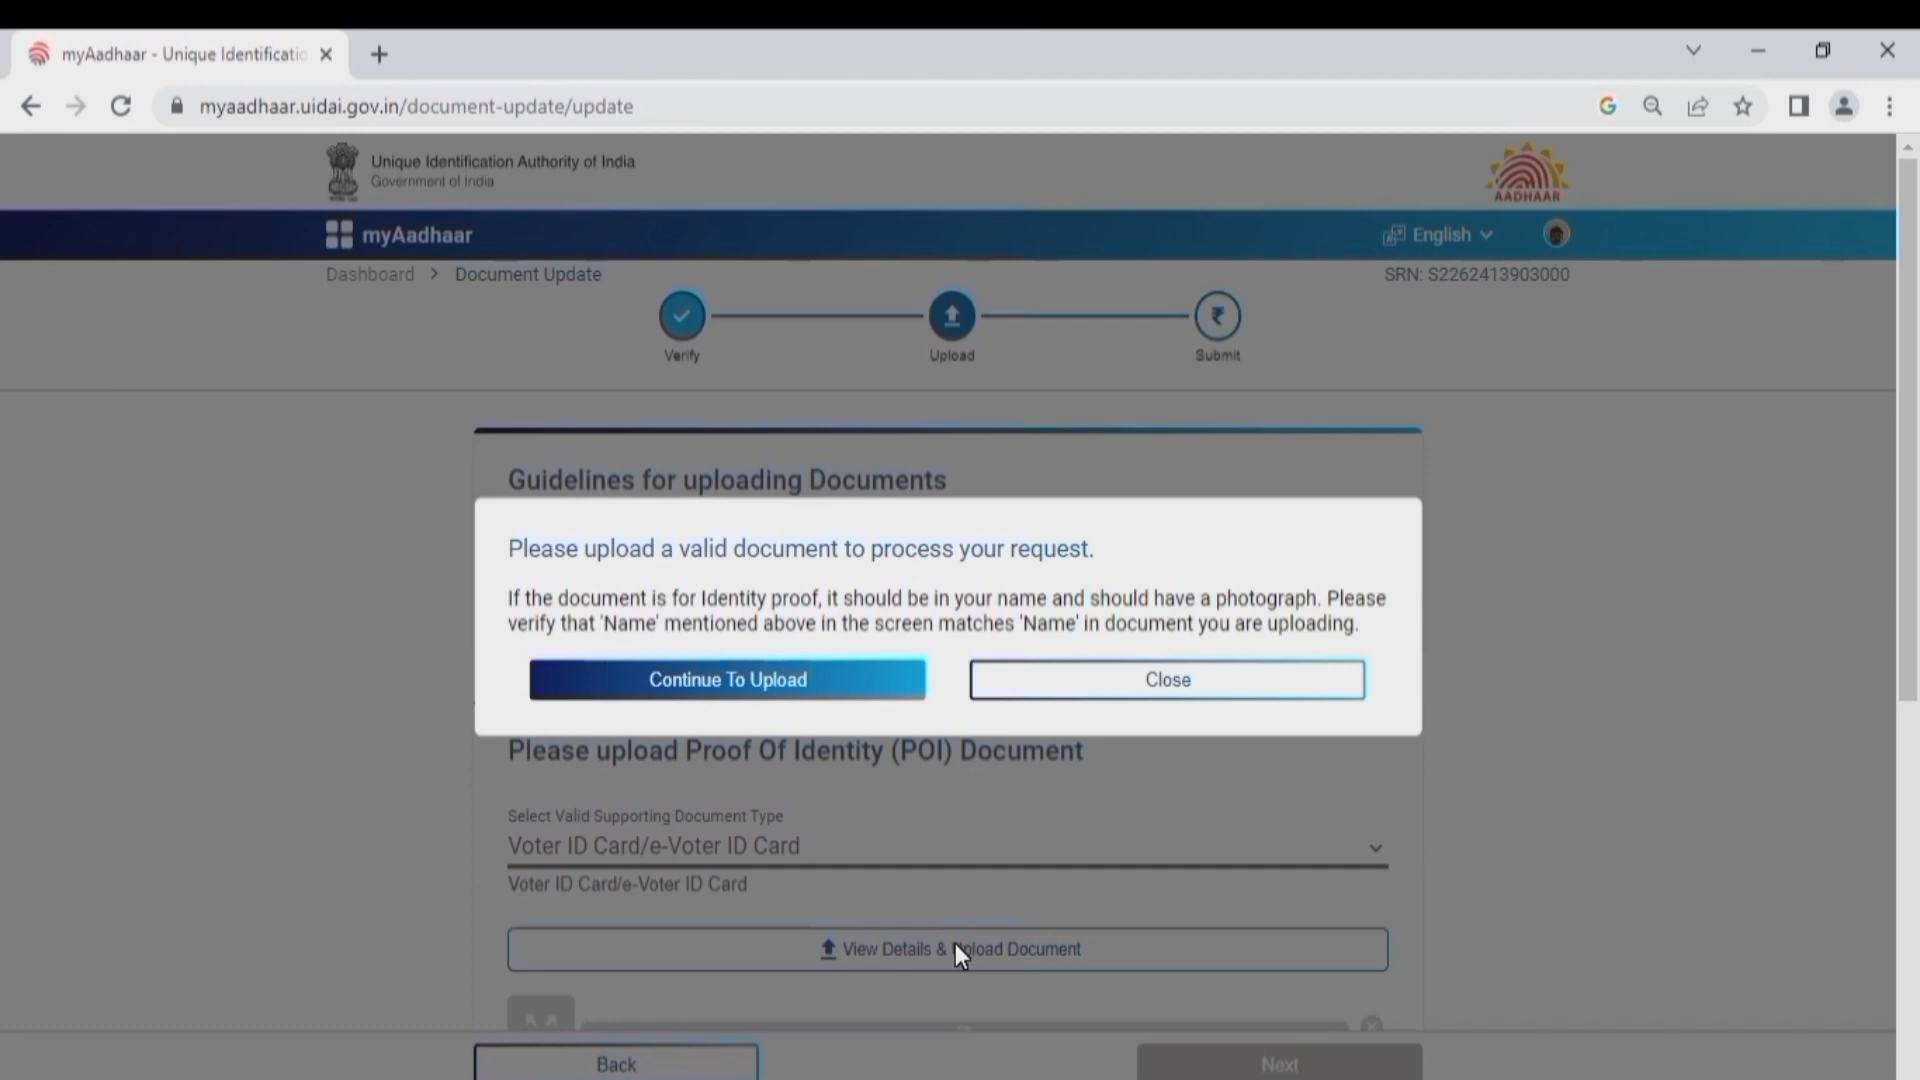 myAadhaar - Unique Identificatio
myaadhaar.uidai.gov.in/document-update/update
Unique Identification Authority of India
Government of India
AADHAAR
myAadhaar
English
Dashboard > Document Update
SRN: S2262413903000
Verify
Upload
Submit
Guidelines for uploading Documents
Please upload a valid document to process your request.
If the document is for Identity proof, it should be in your name and should have a photograph. Please
verify that 'Name' mentioned above in the screen matches 'Name' in document you are uploading.
Continue To Upload
Close
Please upload Proof Of Identity (POI) Document
Select Valid Supporting Document Type
Voter ID Card/e-Voter ID Card
Voter ID Card/e-Voter ID Card
View Details & Upload Document
Back
Next